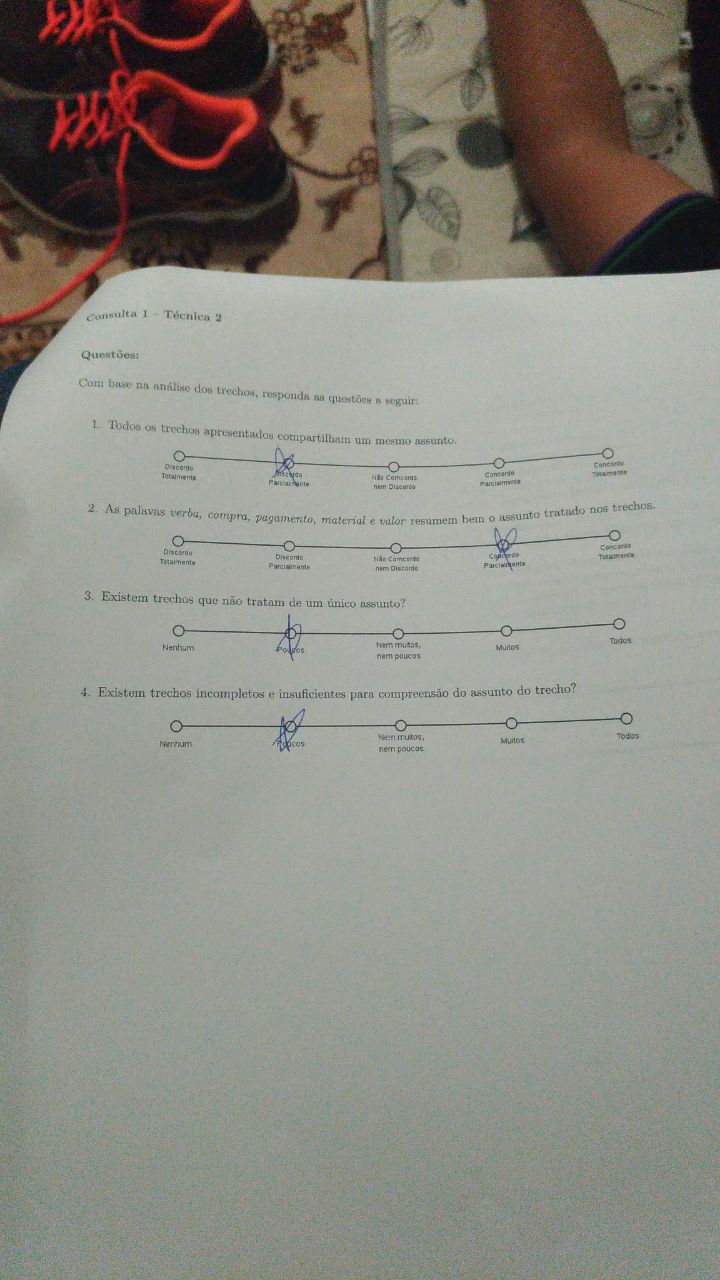 Consulta 1 – Técnica 2
Questões:
Com base na análise dos trechos, responda as questões a seguir:
1. Todos os trechos apresentados compartilham um mesmo assunto.
Discordo Totalmente
Discordo Parcialmente
Não Comcordo nem Discordo
Concordo Parcialmente
Concordo Totalmente
2. As palavas verba, compra, pagamento, material e valor resumem bem o assunto tratado nos trechos.
Discordo Totalmente
Discordo Parcialmente
Não Comcordo nem Discordo
Concordo Parcialmente
Concordo Totalmente
3. Existem trechos que não tratam de um único assunto?
Nenhum
Poucos
Nem muitos, nem poucos
Muitos
Todos
4. Existem trechos incompletos e insuficientes para compreensão do assunto do trecho?
Nenhum
Poucos
Nem muitos, nem poucos
Muitos
Todos